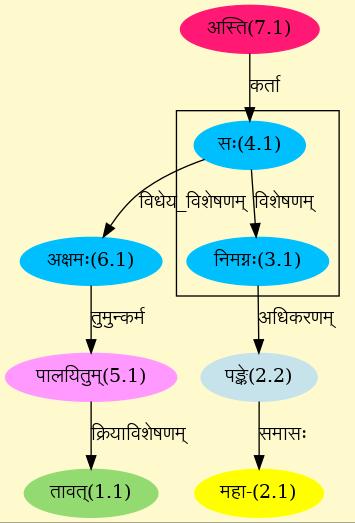 अस्ति(7.1)
कर्ता
सः(4.1)
विधेय_विशेषणम् विशेषणम्
अक्षमः(6.1) निमग्नः(3.1)
तुमुन्कर्म अधिकरणम्
पालयितुम्(5.1) पङ्के(2.2)
क्रियाविशेषणम् समासः
तावत्(1.1) महा-(2.1)